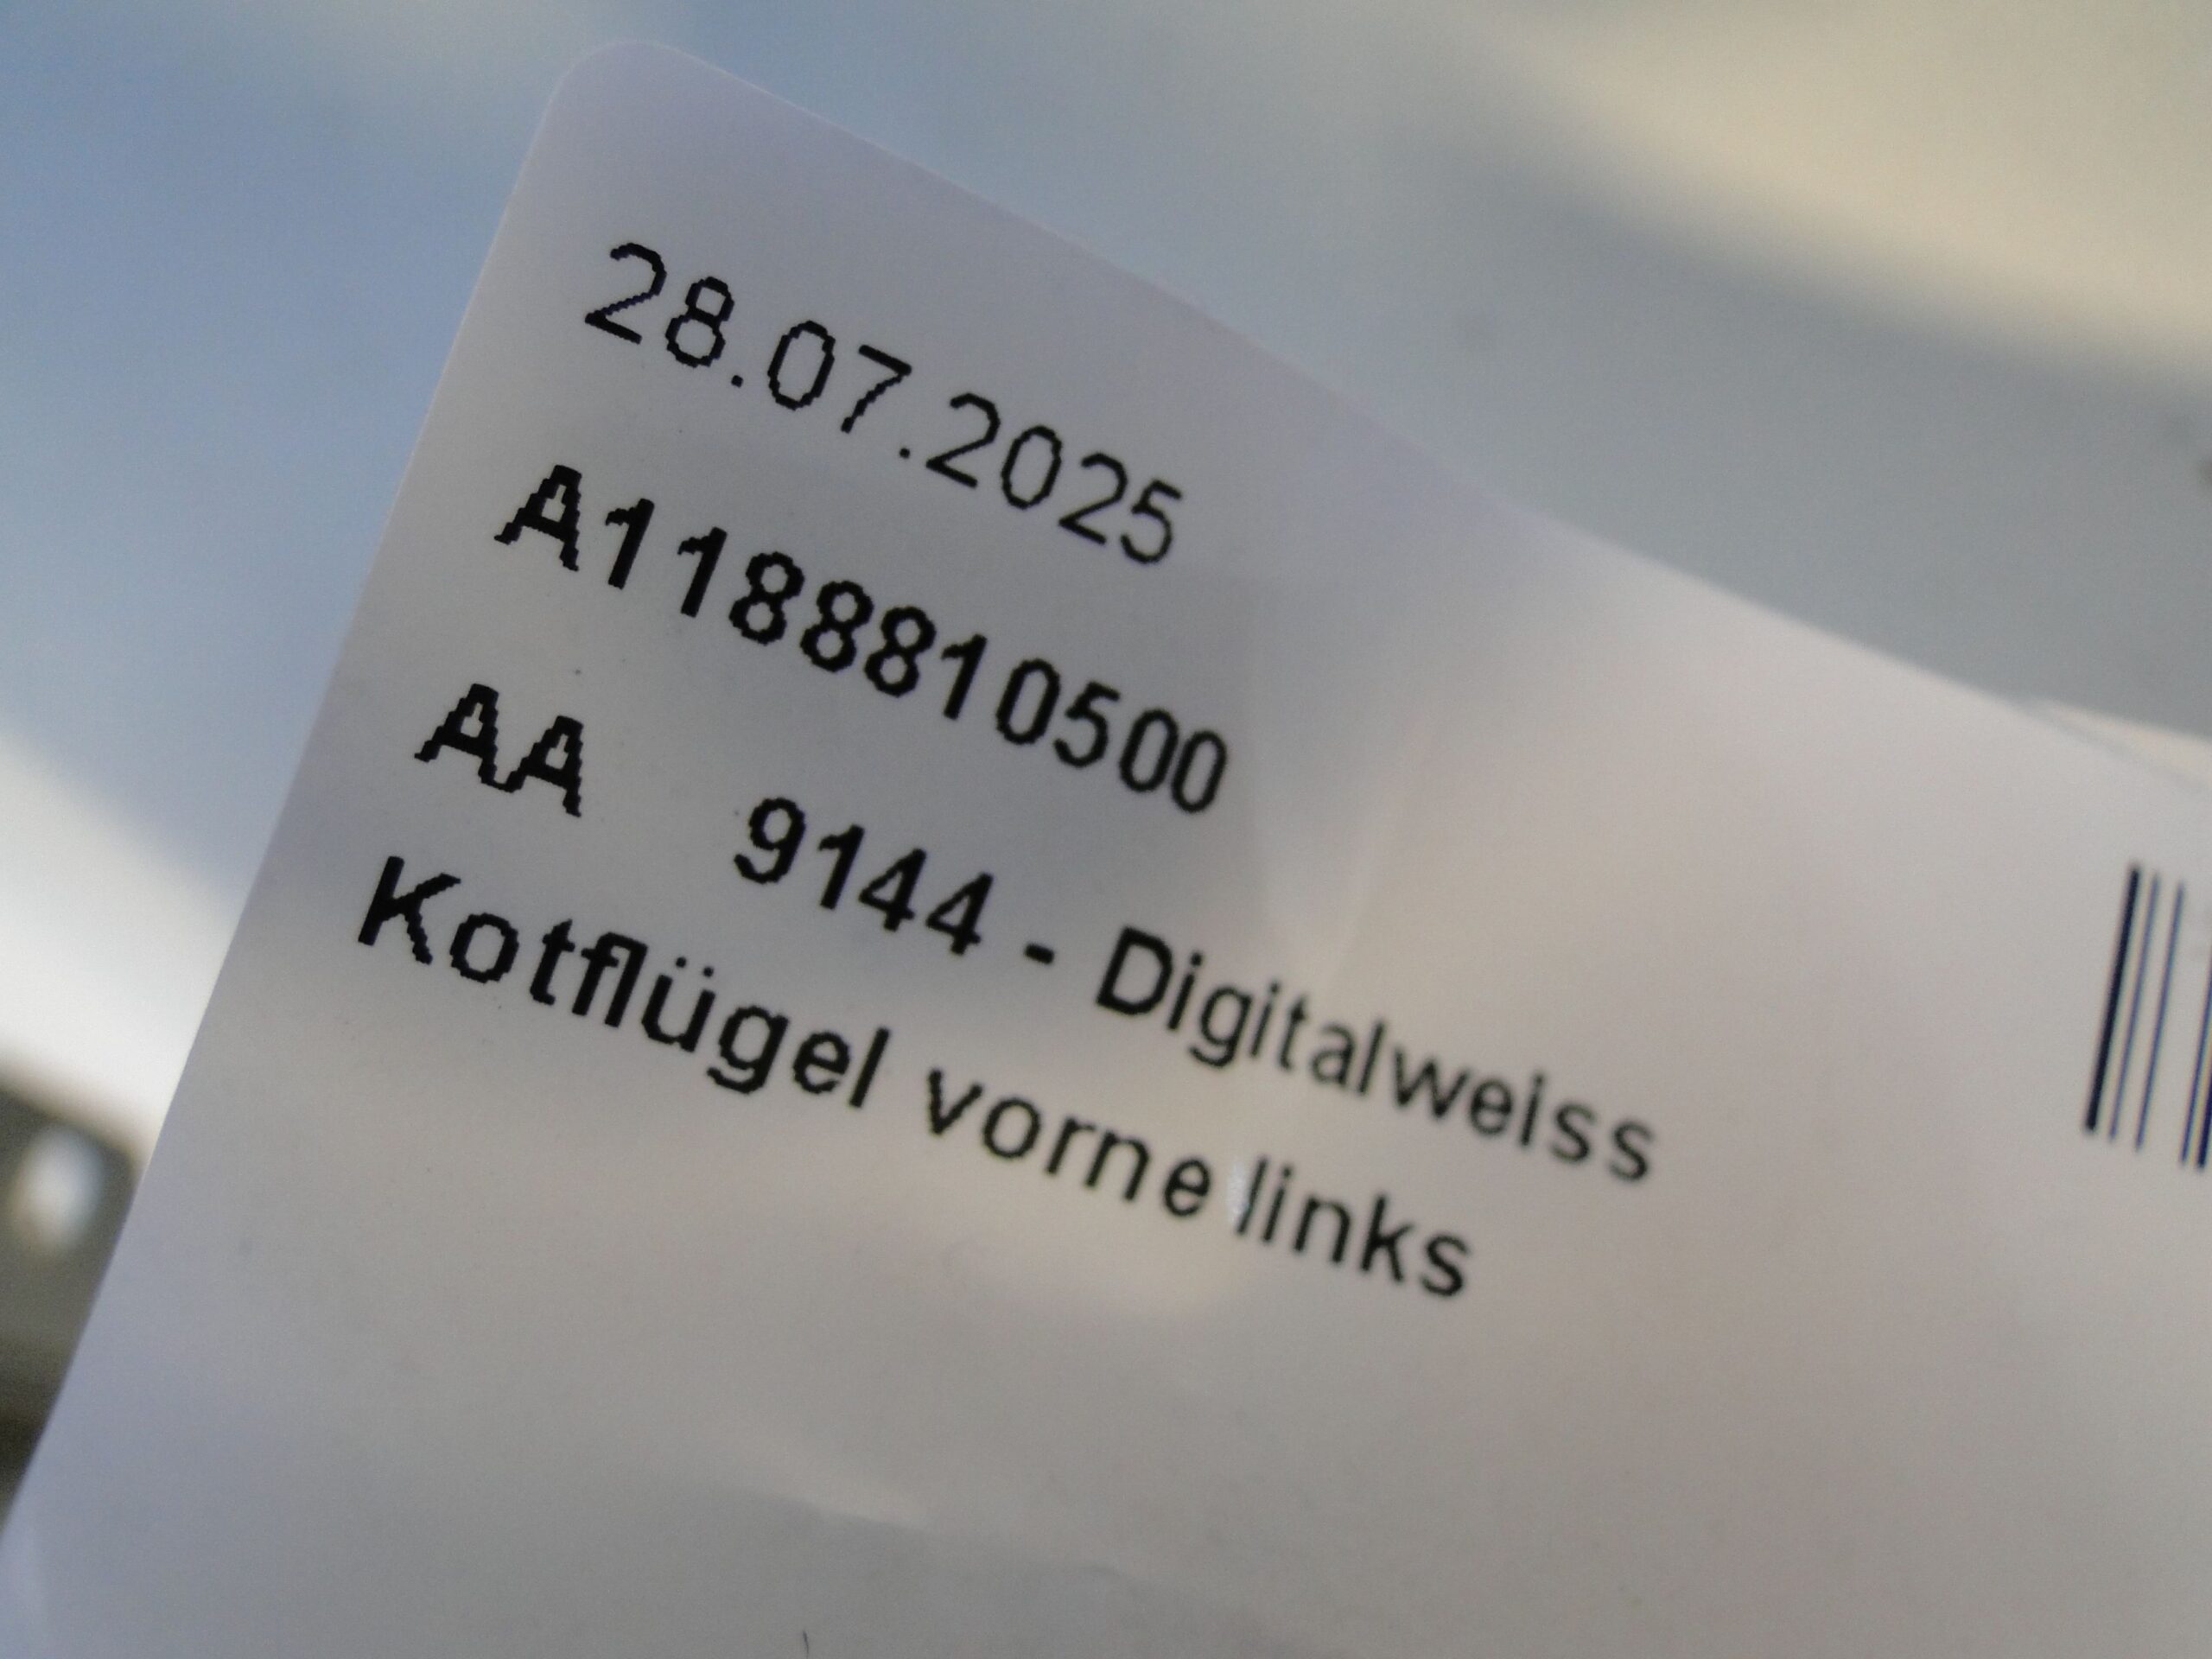 28.07.2025
A1188810500
AA 9144 - Digitalweiss
Kotflügel vorne links